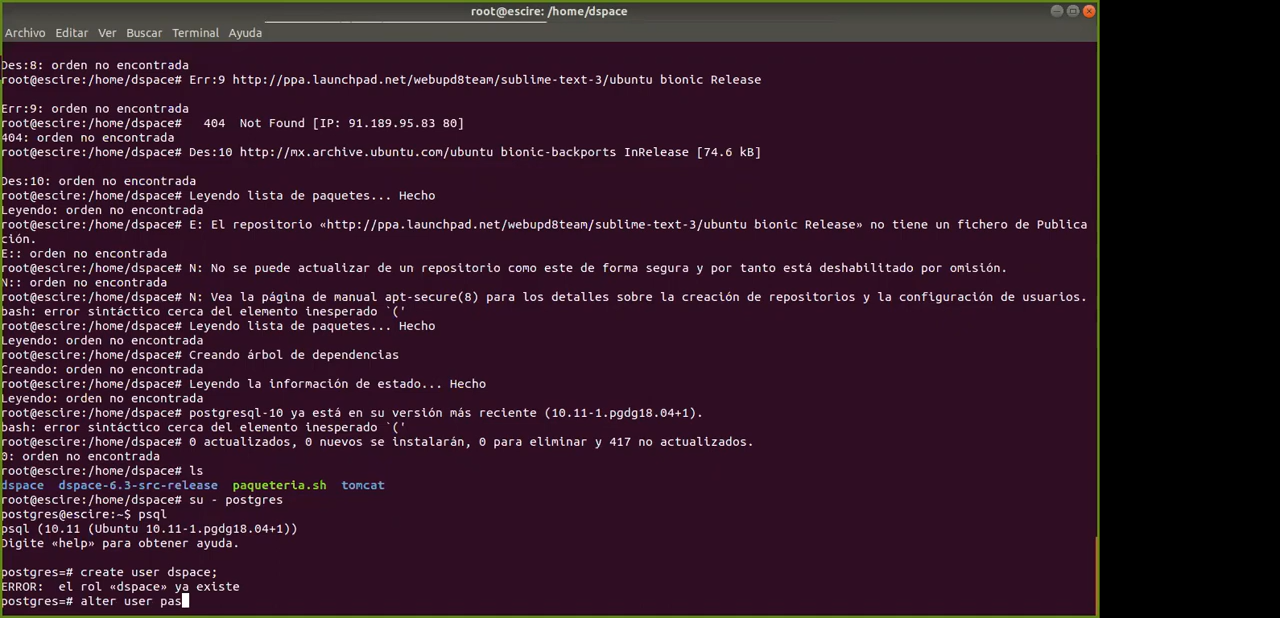 root@escire: /home/dspace
Archivo Editar Ver Buscar Terminal Ayuda
Des:8: orden no encontrada
root@escire:/home/dspace# Err:9 http://ppa.launchpad.net/webupd8team/sublime-text-3/ubuntu bionic Release
Err:9: orden no encontrada
root@escire:/home/dspace#   404  Not Found [IP: 91.189.95.83 80]
404: orden no encontrada
root@escire:/home/dspace# Des:10 http://mx.archive.ubuntu.com/ubuntu bionic-backports InRelease [74.6 kB]
Des:10: orden no encontrada
root@escire:/home/dspace# Leyendo lista de paquetes... Hecho
Leyendo: orden no encontrada
root@escire:/home/dspace# E: El repositorio «http://ppa.launchpad.net/webupd8team/sublime-text-3/ubuntu bionic Release» no tiene un fichero de Publica
ción.
E:: orden no encontrada
root@escire:/home/dspace# N: No se puede actualizar de un repositorio como este de forma segura y por tanto está deshabilitado por omisión.
N:: orden no encontrada
root@escire:/home/dspace# N: Vea la página de manual apt-secure(8) para los detalles sobre la creación de repositorios y la configuración de usuarios.
bash: error sintáctico cerca del elemento inesperado `('
root@escire:/home/dspace# Leyendo lista de paquetes... Hecho
Leyendo: orden no encontrada
root@escire:/home/dspace# Creando árbol de dependencias
Creando: orden no encontrada
root@escire:/home/dspace# Leyendo la información de estado... Hecho
Leyendo: orden no encontrada
root@escire:/home/dspace# postgresql-10 ya está en su versión más reciente (10.11-1.pgdg18.04+1).
bash: error sintáctico cerca del elemento inesperado `('
root@escire:/home/dspace# 0 actualizados, 0 nuevos se instalarán, 0 para eliminar y 417 no actualizados.
0: orden no encontrada
root@escire:/home/dspace# ls
dspace  dspace-6.3-src-release  paqueteria.sh  tomcat
root@escire:/home/dspace# su - postgres
postgres@escire:~$ psql
psql (10.11 (Ubuntu 10.11-1.pgdg18.04+1))
Digite «help» para obtener ayuda.
postgres=# create user dspace;
ERROR:  el rol «dspace» ya existe
postgres=# alter user pas